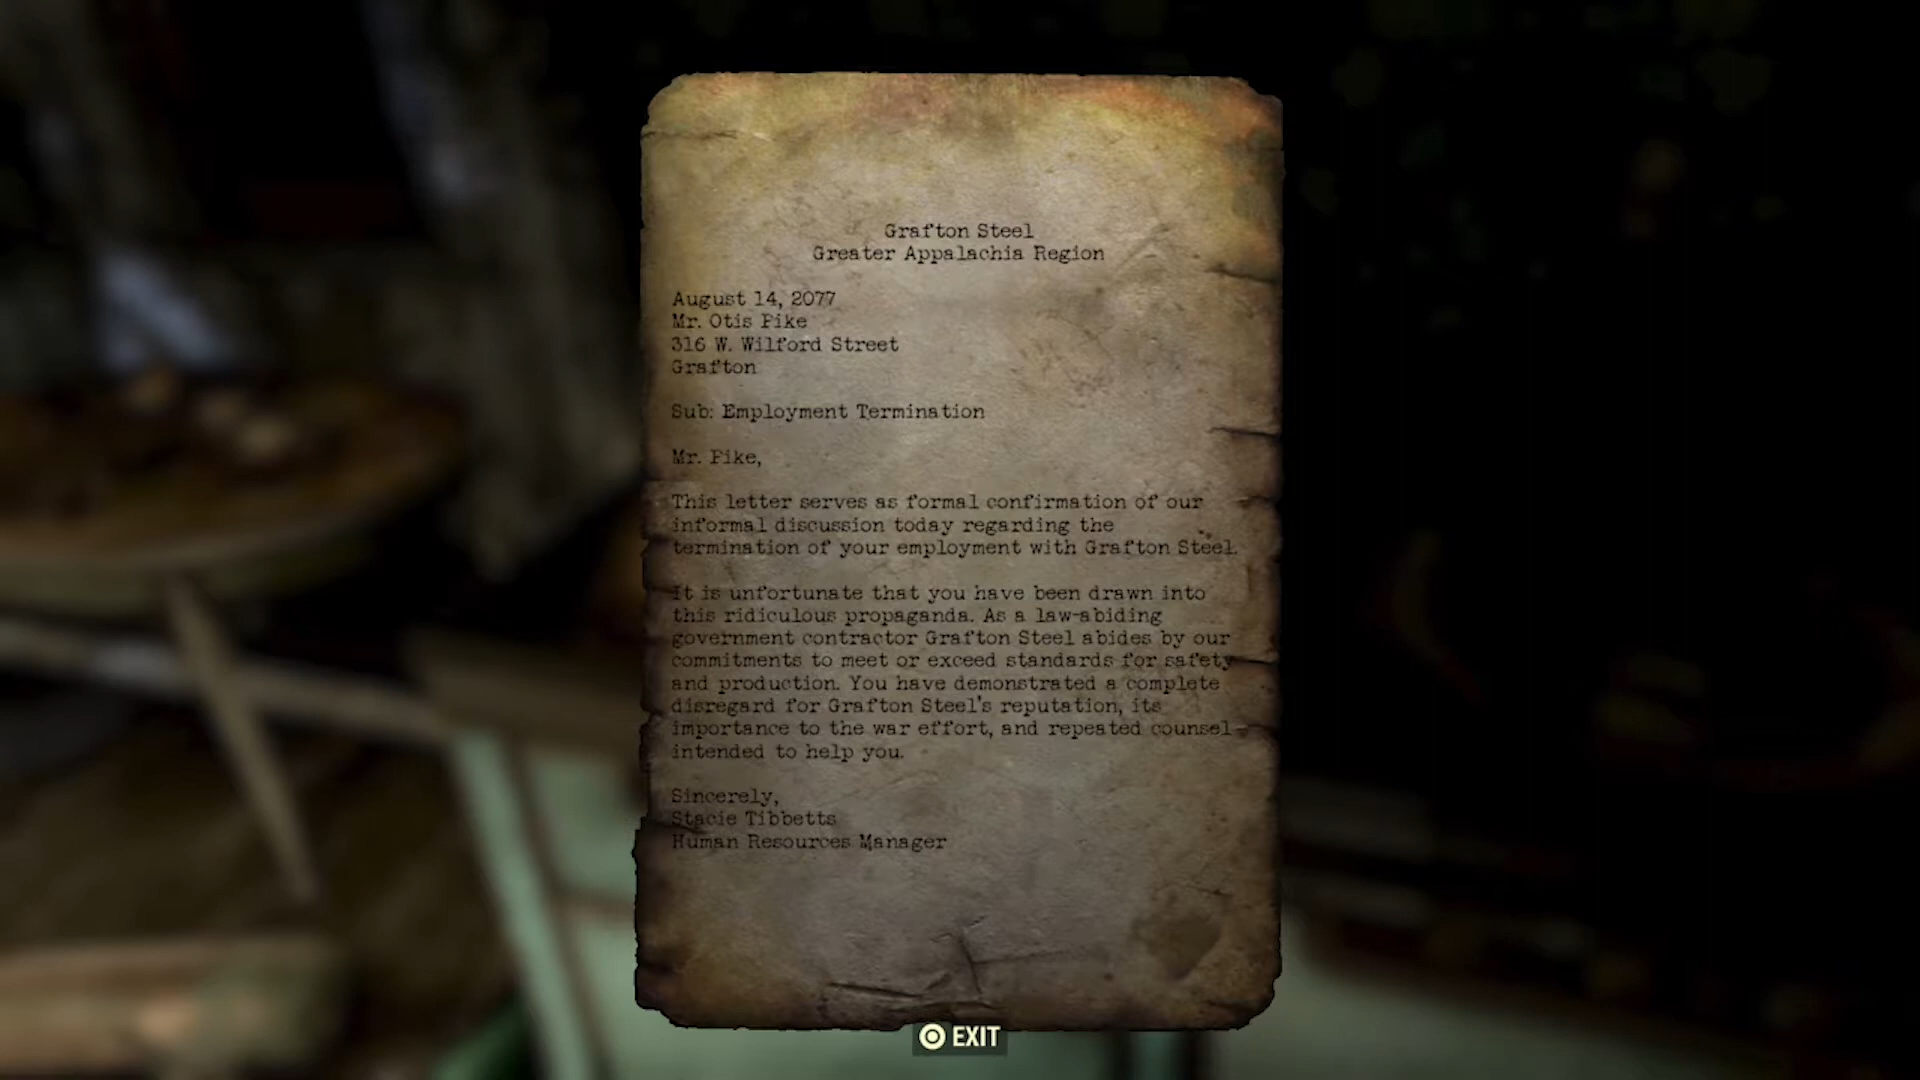 Grafton Steel
Greater Appalachia Region
August 14, 2077
Mr. Otis Pike
316 W. Wilford Street
Grafton
Sub: Employment Termination
Mr. Pike,
This letter serves as formal confirmation of our
informal discussion today regarding the
termination of your employment with Grafton Steel.
It is unfortunate that you have been drawn into
this ridiculous propaganda. As a law-abiding
government contractor Grafton Steel abides by our
commitments to meet or exceed standards for safety
and production. You have demonstrated a complete
disregard for Grafton Steel's reputation, its
importance to the war effort, and repeated counsel
intended to help you.
Sincerely,
Stacie Tibbetts
Human Resources Manager
EXIT